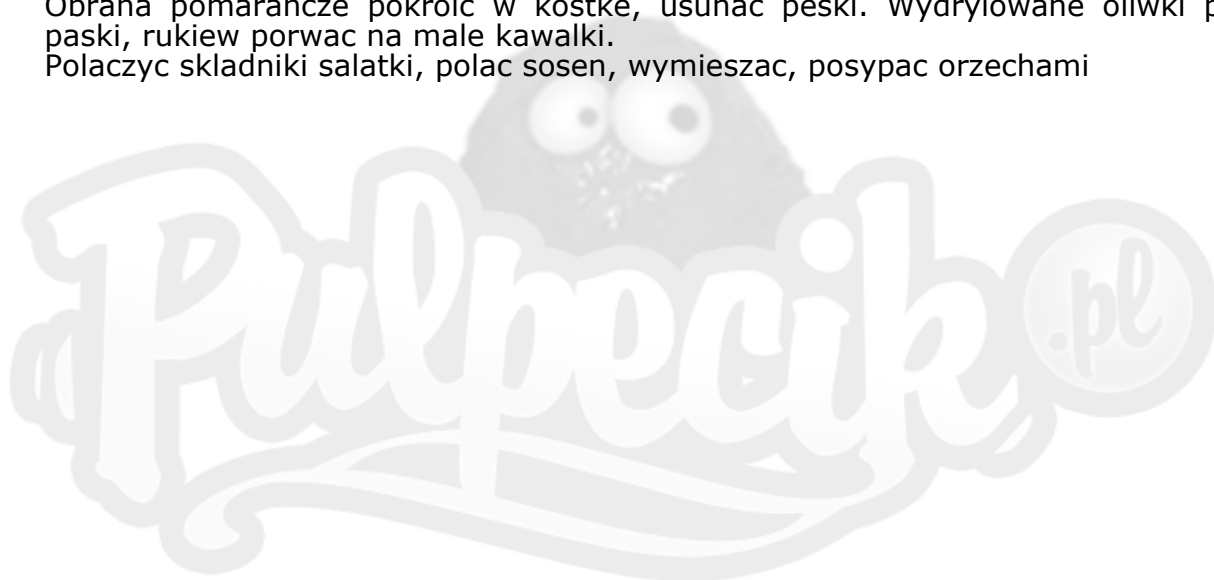 Obrana pomarancze pokroic w kostke, usunac peski. Wydrylowane oliwki
paski, rukiew porwac na male kawalki.
Polaczyc skladniki salatki, polac sosen, wymieszac, posypac orzechami
Pulpecik .pl